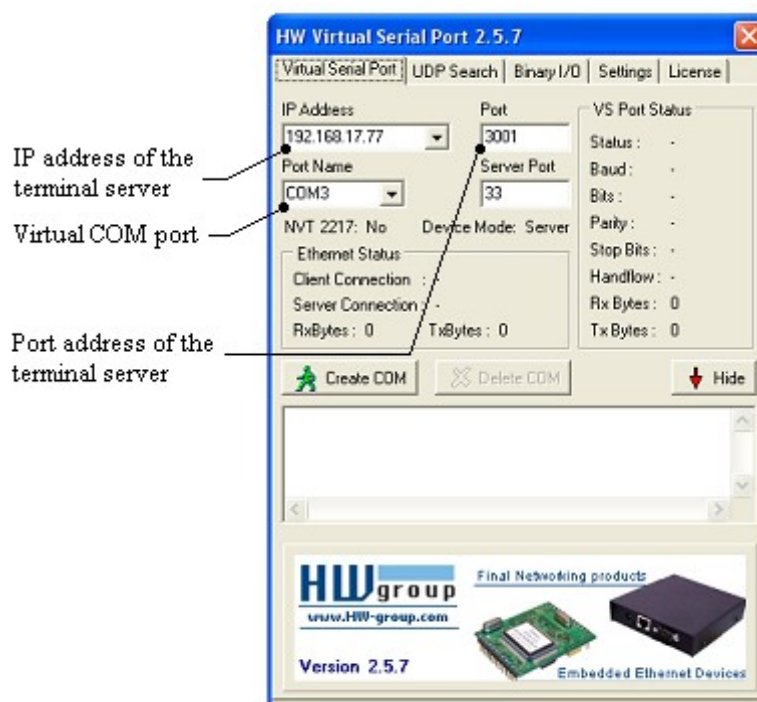 HW Virtual Serial Port 2.5.7
Virtual Serial Port UDP Search Binary I/O Settings License
IP Address Port VS Port Status
192.168.17.77 3001
IP address of the
terminal server
Status : -
Port Name Server Port
Baud : -
COM3 33
Bits : -
Virtual COM port
NVT 2217: No Device Mode: Server
Parity : -
Ethernet Status
Stop Bits : -
Client Connection : -
Handflow : -
Server Connection : -
Rx Bytes : 0
RxBytes : 0 TxBytes : 0
Tx Bytes : 0
Port address of the
terminal server
Create COM Delete COM Hide
HW group
www.HW-group.com
Final Networking products
Version 2.5.7
Embedded Ethernet Devices